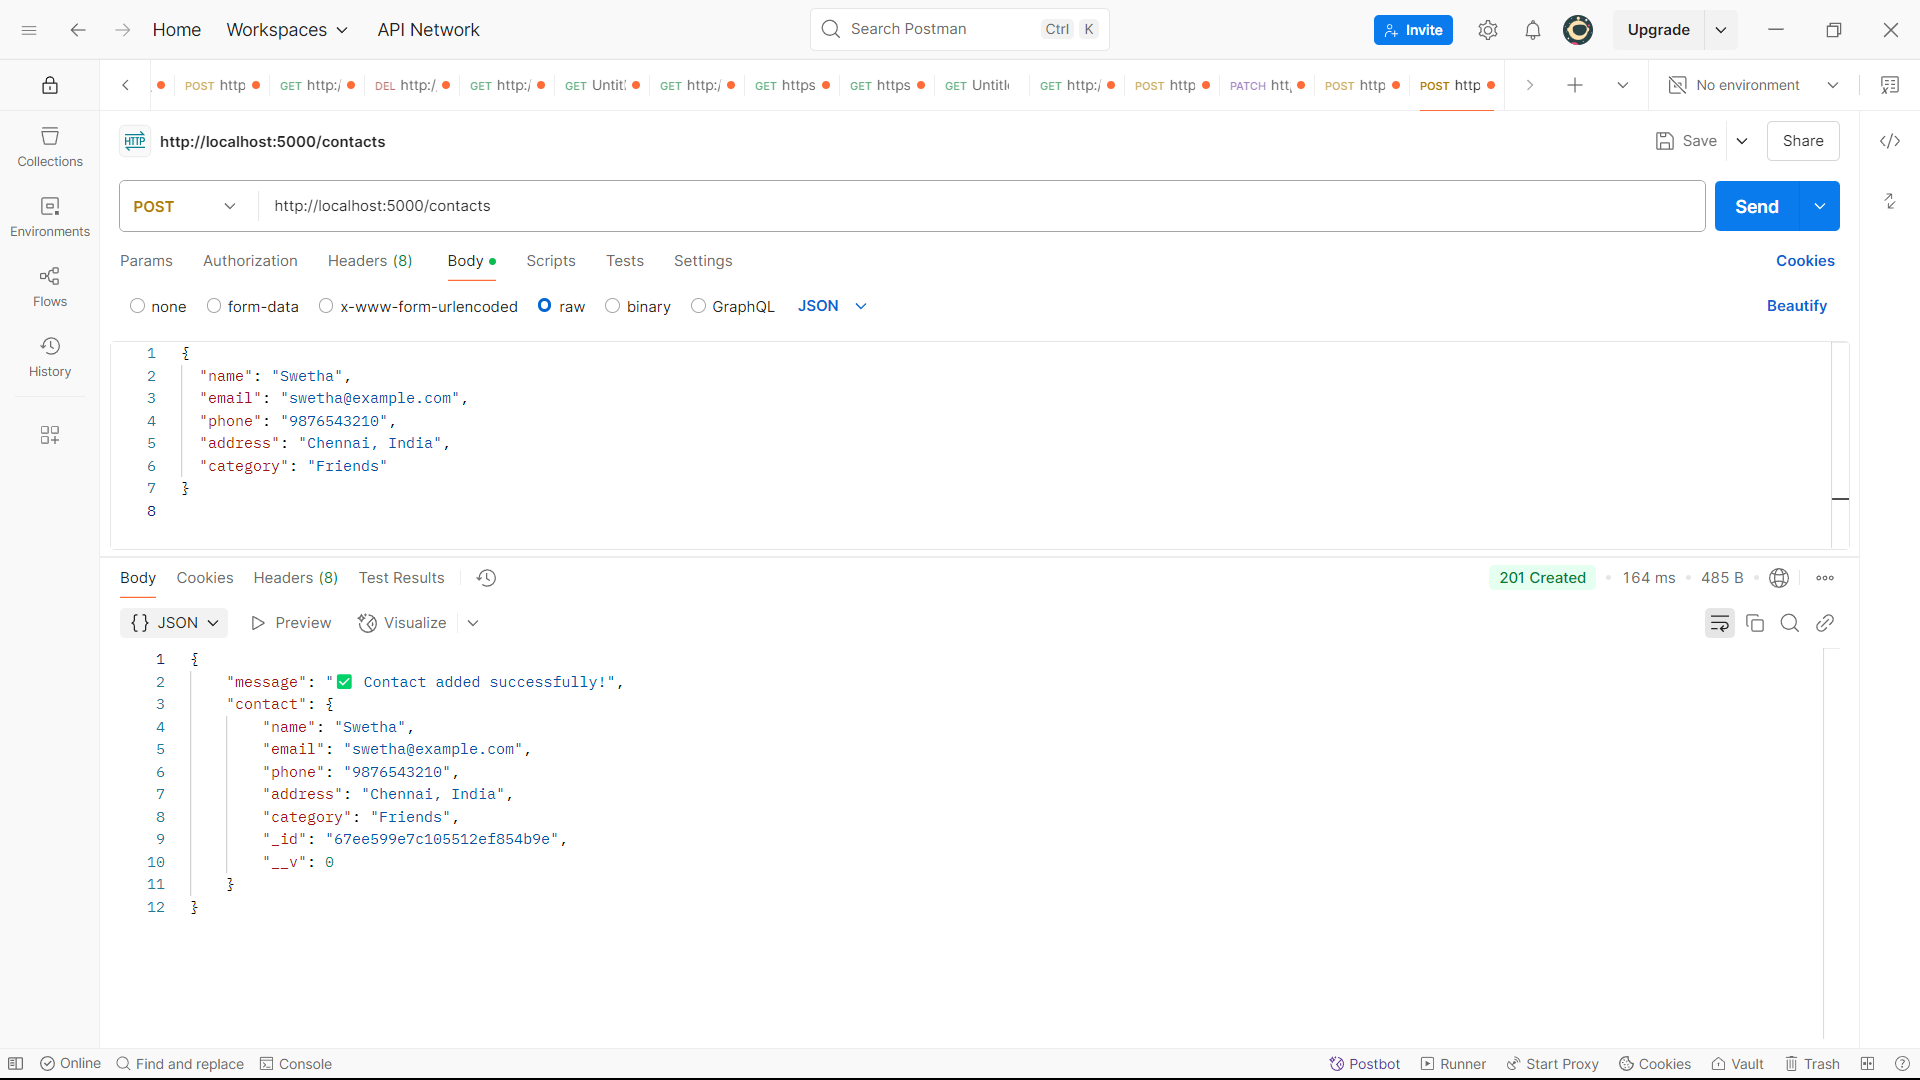 Home Workspaces API Network Search Postman Ctrl K Invite Upgrade
POST http GET http:/ DEL http:/ GET http:/ GET Untit GET http:/ GET https GET https GET Untitle GET http:/ POST http PATCH htt POST http POST http No environment
HTTP http://localhost:5000/contacts Save Share
POST http://localhost:5000/contacts Send
Params Authorization Headers (8) Body Scripts Tests Settings Cookies
none form-data x-www-form-urlencoded raw binary GraphQL JSON Beautify
Collections
Environments
Flows
History
1 {
2 "name": "Swetha",
3 "email": "swetha@example.com",
4 "phone": "9876543210",
5 "address": "Chennai, India",
6 "category": "Friends"
7 }
8
Body Cookies Headers (8) Test Results 201 Created 164 ms 485 B
{} JSON Preview Visualize
1 {
2 "message": "✅ Contact added successfully!",
3 "contact": {
4 "name": "Swetha",
5 "email": "swetha@example.com",
6 "phone": "9876543210",
7 "address": "Chennai, India",
8 "category": "Friends",
9 "_id": "67ee599e7c105512ef854b9e",
10 "__v": 0
11 }
12 }
Online Find and replace Console Postbot Runner Start Proxy Cookies Vault Trash